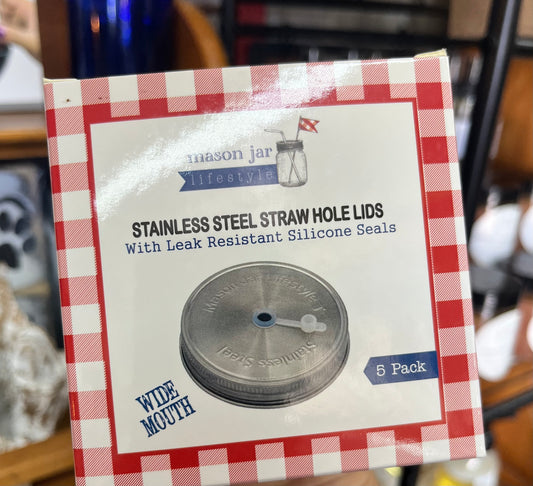 mason jar
lifestyle
STAINLESS STEEL STRAW HOLE LIDS
With Leak Resistant Silicone Seals
Mason Jar Lifestyle
Stainless Steel
5 Pack
WIDE
MOUTH